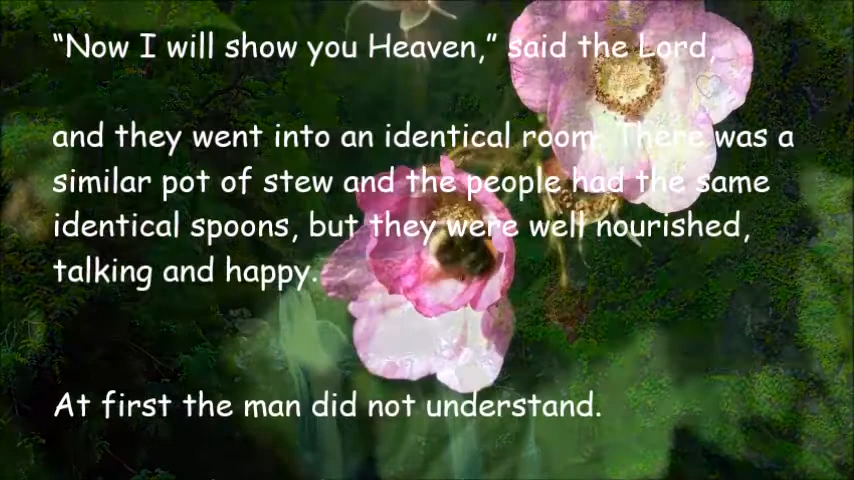 “Now I will show you Heaven,” said the Lord,
and they went into an identical room. There was a
similar pot of stew and the people had the same
identical spoons, but they were well nourished,
talking and happy.
At first the man did not understand.